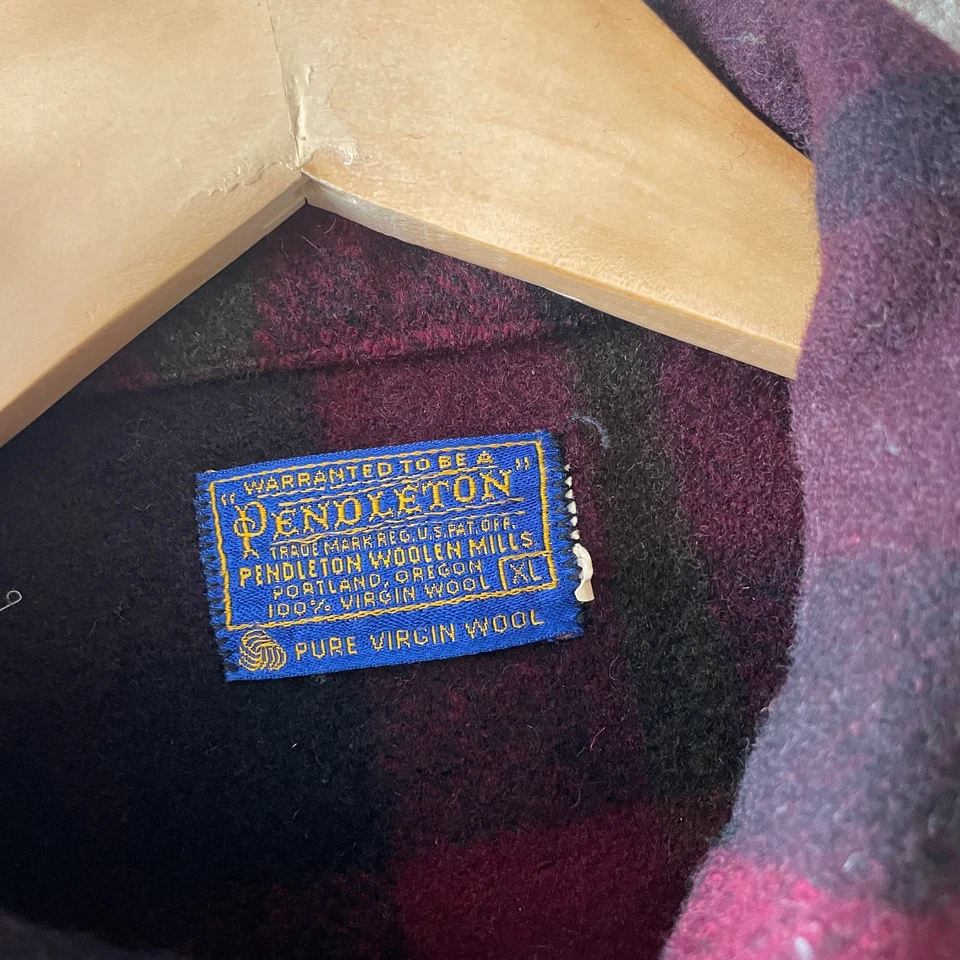 "WARRANTED TO BE A
PENDLETON"
TRADE MARK REG. U.S. PAT. OFF.
PENDLETON WOOLEN MILLS
PORTLAND, OREGON
XL
100% VIRGIN WOOL
PURE VIRGIN WOOL